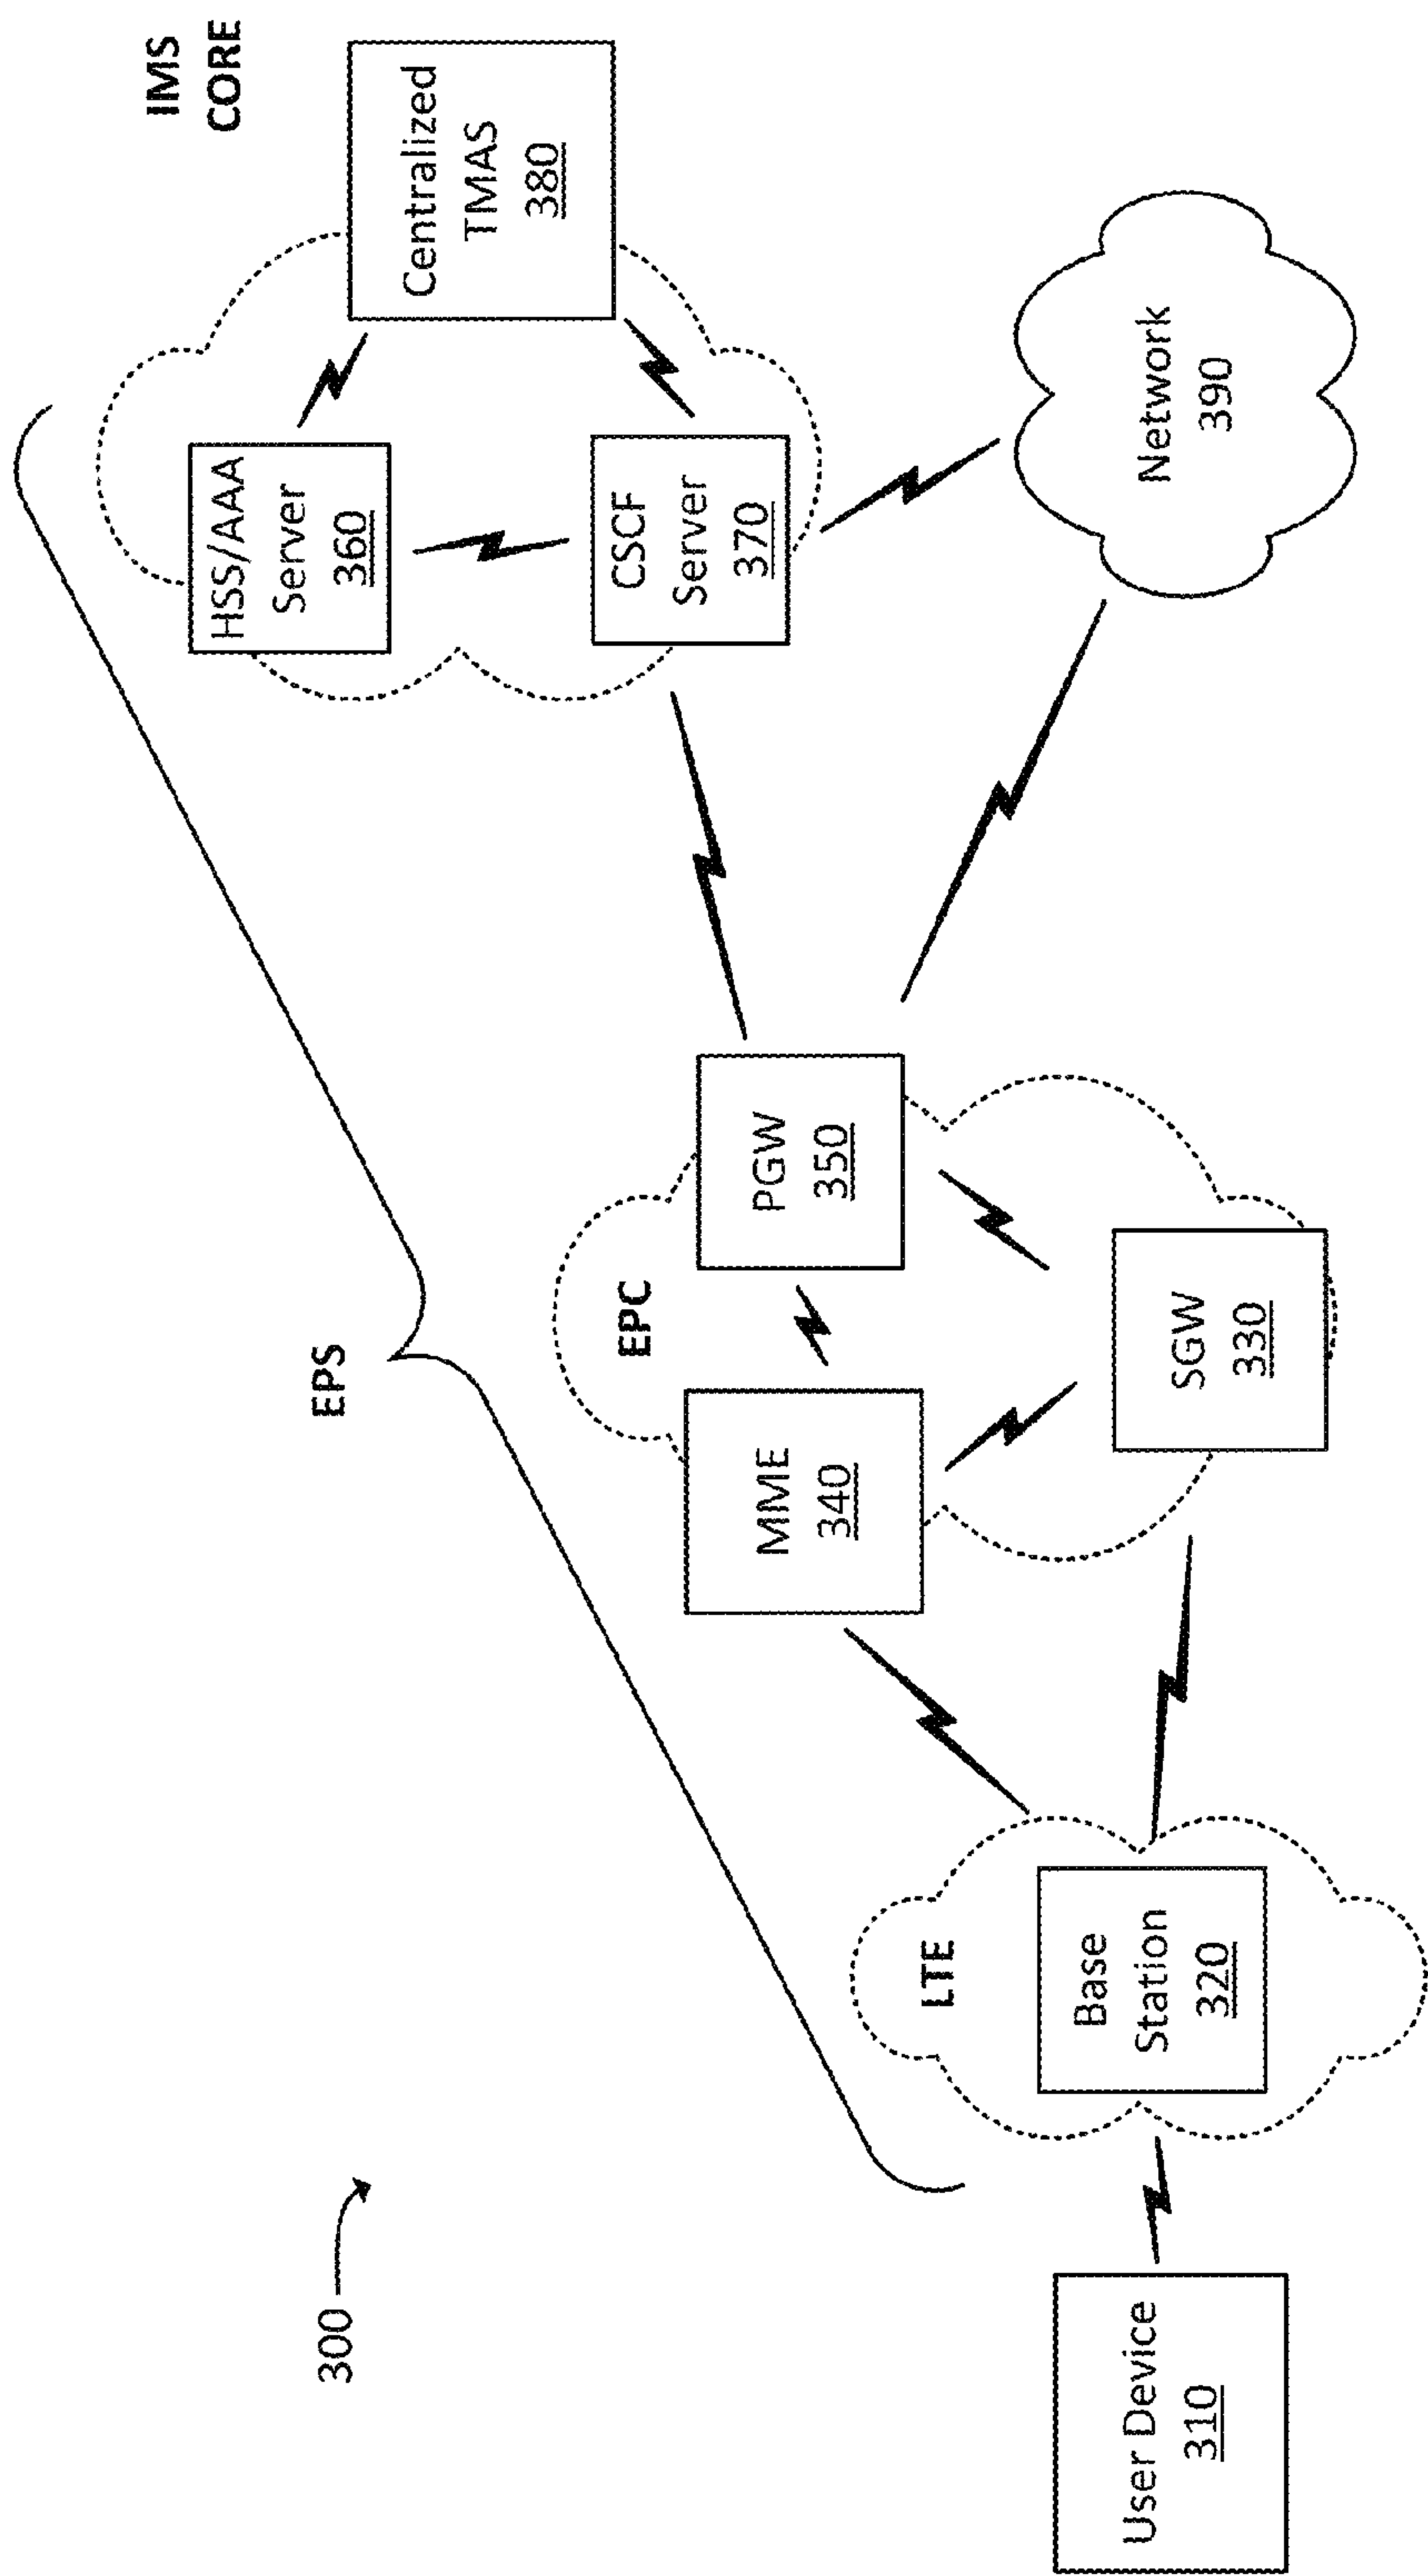 300
EPS
IMS
CORE
HSS/AAA
Server
360
Centralized
TMAS
380
CSCF
Server
370
EPC
MME
340
PGW
350
SGW
330
Network
390
LTE
Base
Station
320
User Device
310